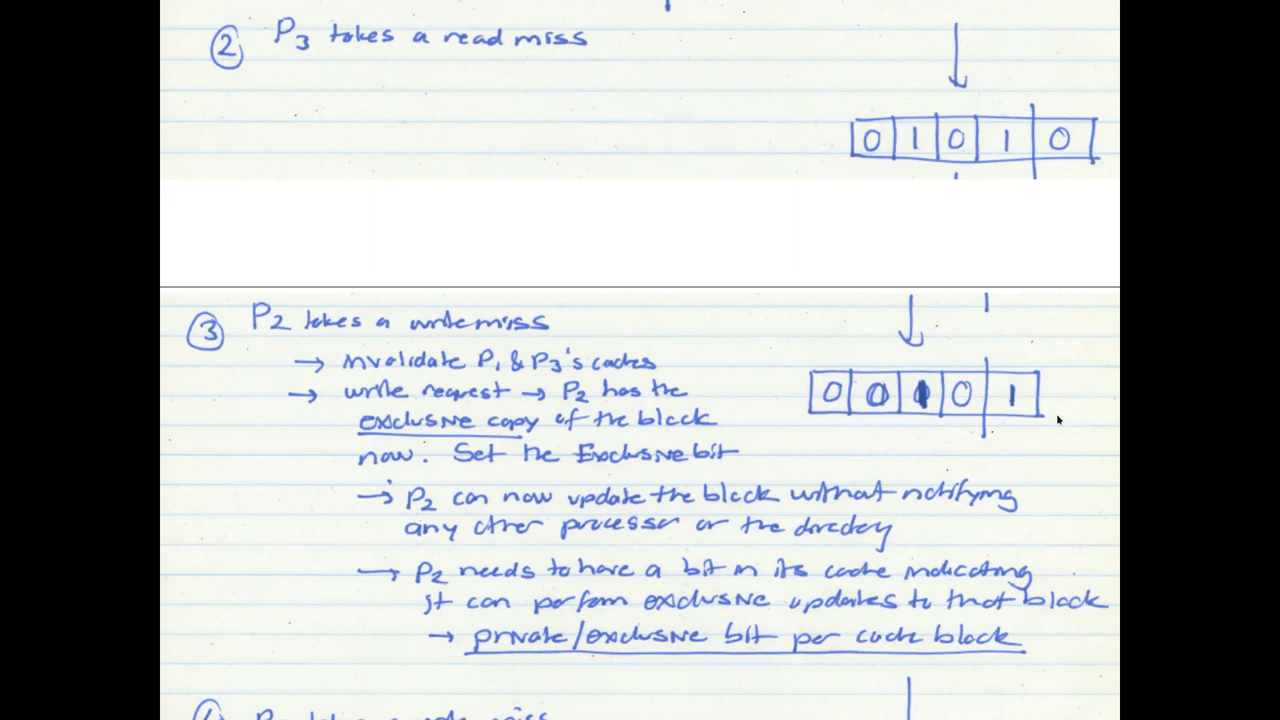 ② P3 takes a read miss
0 1 0 1 0
③ P2 takes a write miss
→ invalidate P1 & P3's caches
→ write request → P2 has the
0 0 1 0 1
exclusive copy of the block
now. Set the Exclusive bit
→ P2 can now update the block without notifying
any other processor or the directory
→ P2 needs to have a bit in its cache indicating
it can perform exclusive updates to that block
→ private/exclusive bit per cache block